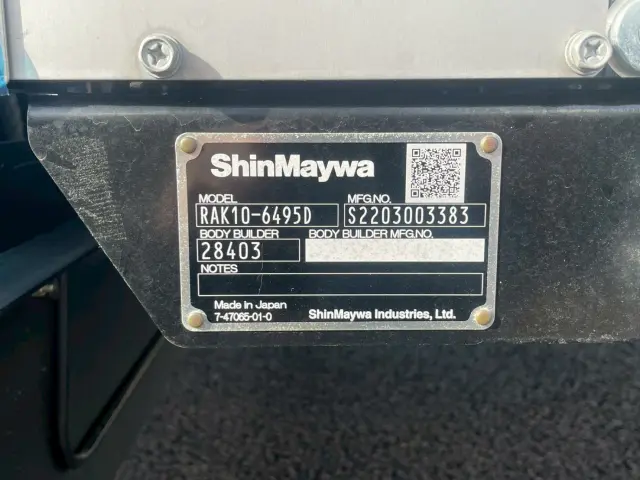 ShinMaywa
MODEL MFG.NO.
RAK10-6495D S2203003383
BODY BUILDER BODY BUILDER MFG.NO.
28403
NOTES
Made in Japan
7-47065-01-0 ShinMaywa Industries, Ltd.